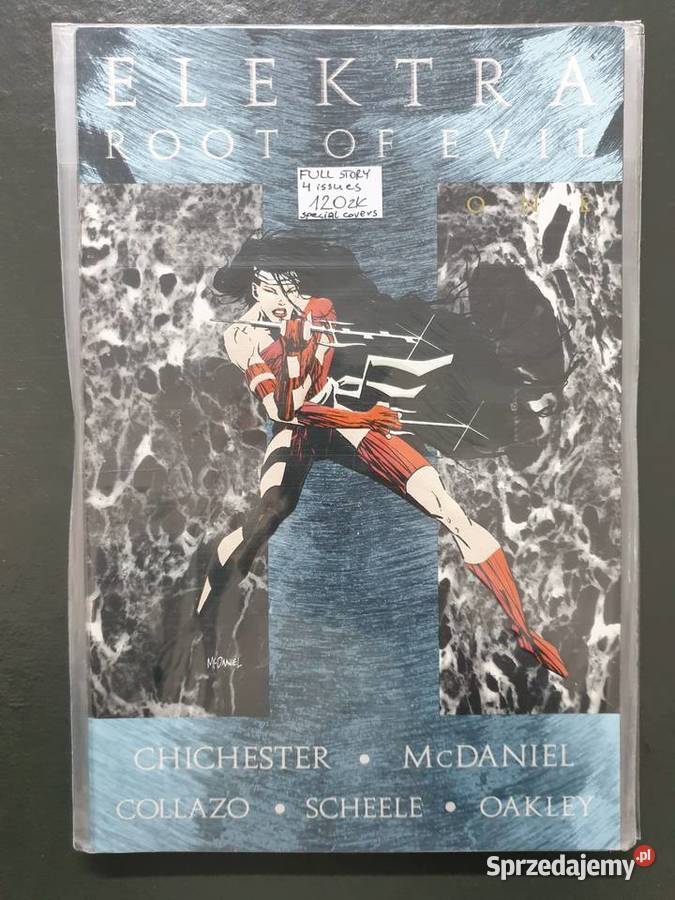 ELEKTRA
ROOT OF EVIL
FULL STORY
4 issues
120zł
special covers
ONE
McDANIEL
CHICHESTER • McDANIEL
COLLAZO • SCHEELE • OAKLEY
Sprzedajemy.pl